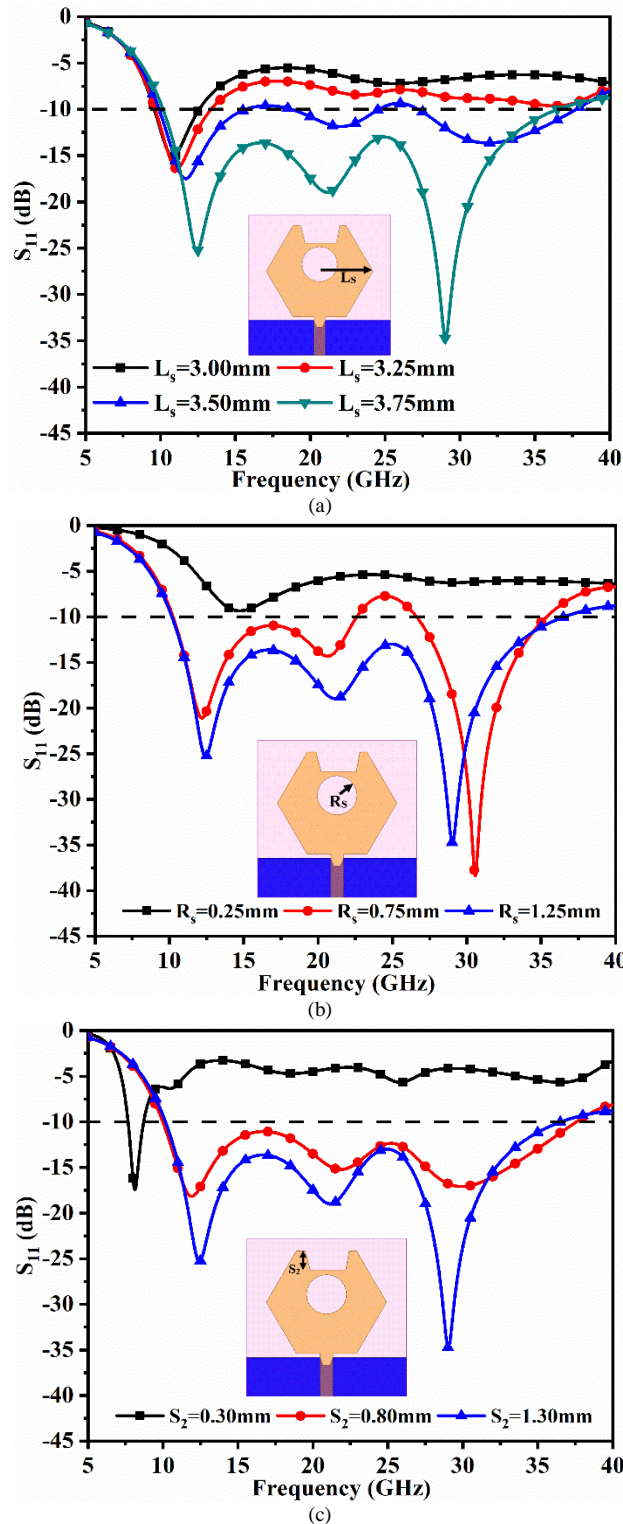 (a)
0
-5
-10
-15
-20
-25
-30
-35
-40
-45
S₁₁ (dB)
Lₛ
Lₛ=3.00mm Lₛ=3.25mm
Lₛ=3.50mm Lₛ=3.75mm
5 10 15 20 25 30 35 40
Frequency (GHz)
(a)
0
-5
-10
-15
-20
-25
-30
-35
-40
-45
S₁₁ (dB)
Rₛ
Rₛ=0.25mm Rₛ=0.75mm Rₛ=1.25mm
5 10 15 20 25 30 35 40
Frequency (GHz)
(b)
0
-5
-10
-15
-20
-25
-30
-35
-40
-45
S₁₁ (dB)
S₂
S₂=0.30mm S₂=0.80mm S₂=1.30mm
5 10 15 20 25 30 35 40
Frequency (GHz)
(c)